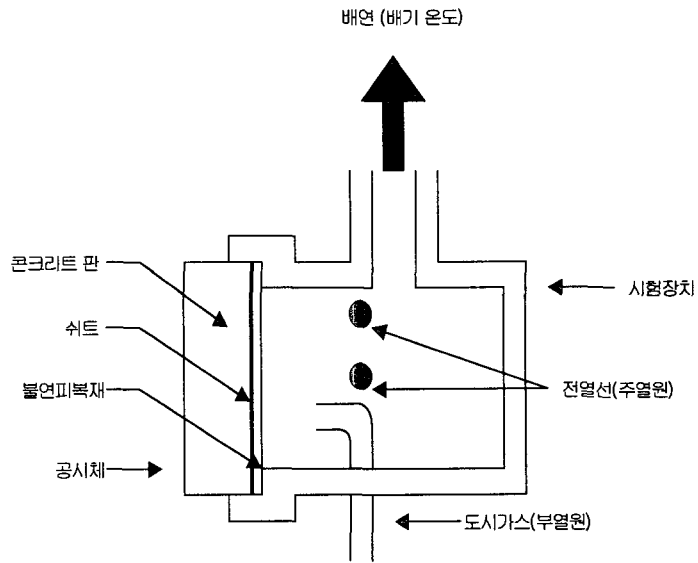 배연 (배기 온도)
콘크리트 판
시험장치
쉬트
불연피복재
전열선(주열원)
공시체
도시가스(부열원)